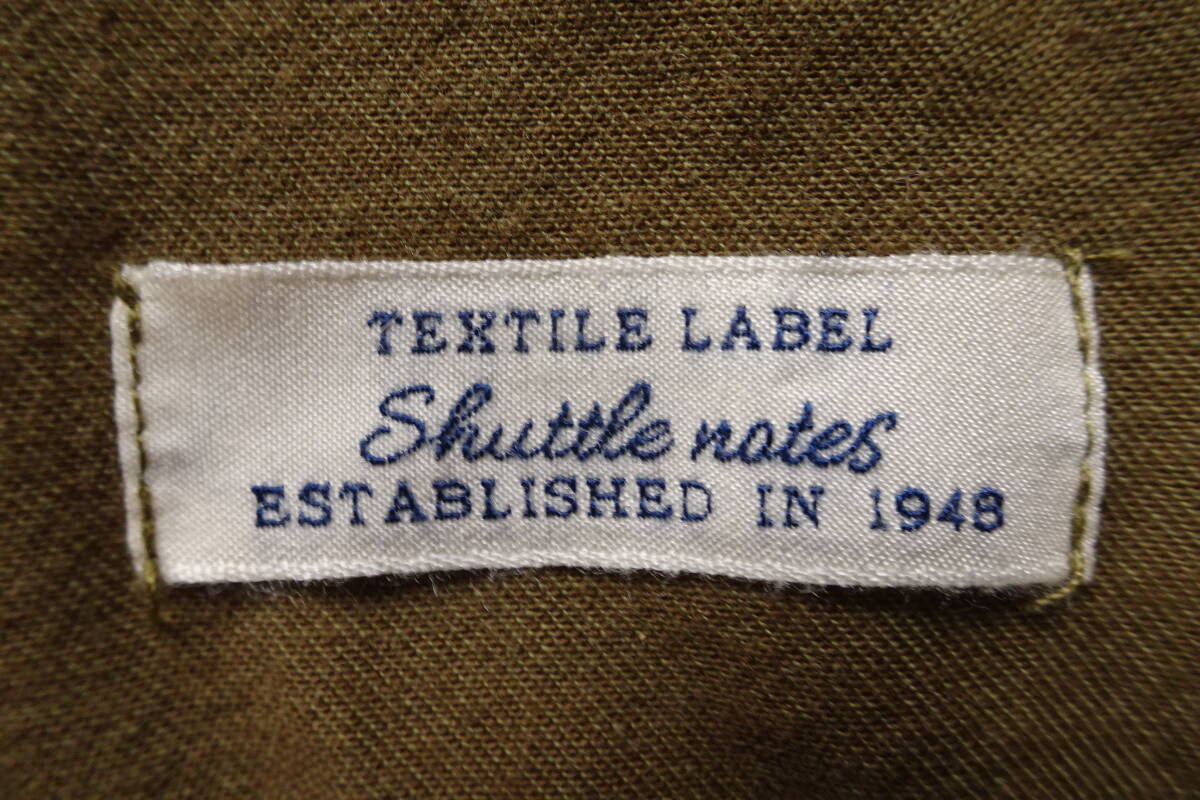 TEXTILE LABEL
Shuttle notes
ESTABLISHED IN 1948